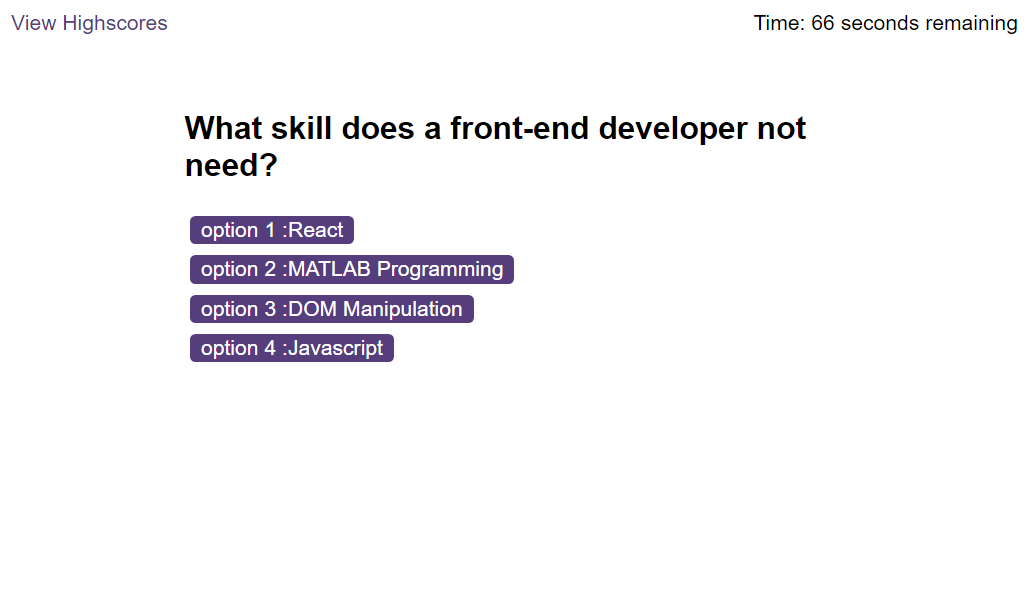 View Highscores
Time: 66 seconds remaining
What skill does a front-end developer not
need?
option 1 :React
option 2 :MATLAB Programming
option 3 :DOM Manipulation
option 4 :Javascript